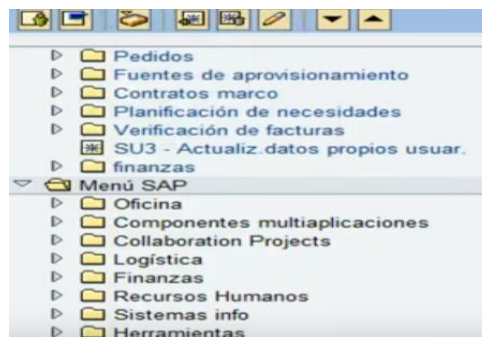 Pedidos
Fuentes de aprovisionamiento
Contratos marco
Planificación de necesidades
Verificación de facturas
SU3 - Actualiz.datos propios usuar.
finanzas
Menú SAP
Oficina
Componentes multiaplicaciones
Collaboration Projects
Logística
Finanzas
Recursos Humanos
Sistemas info
Herramientas